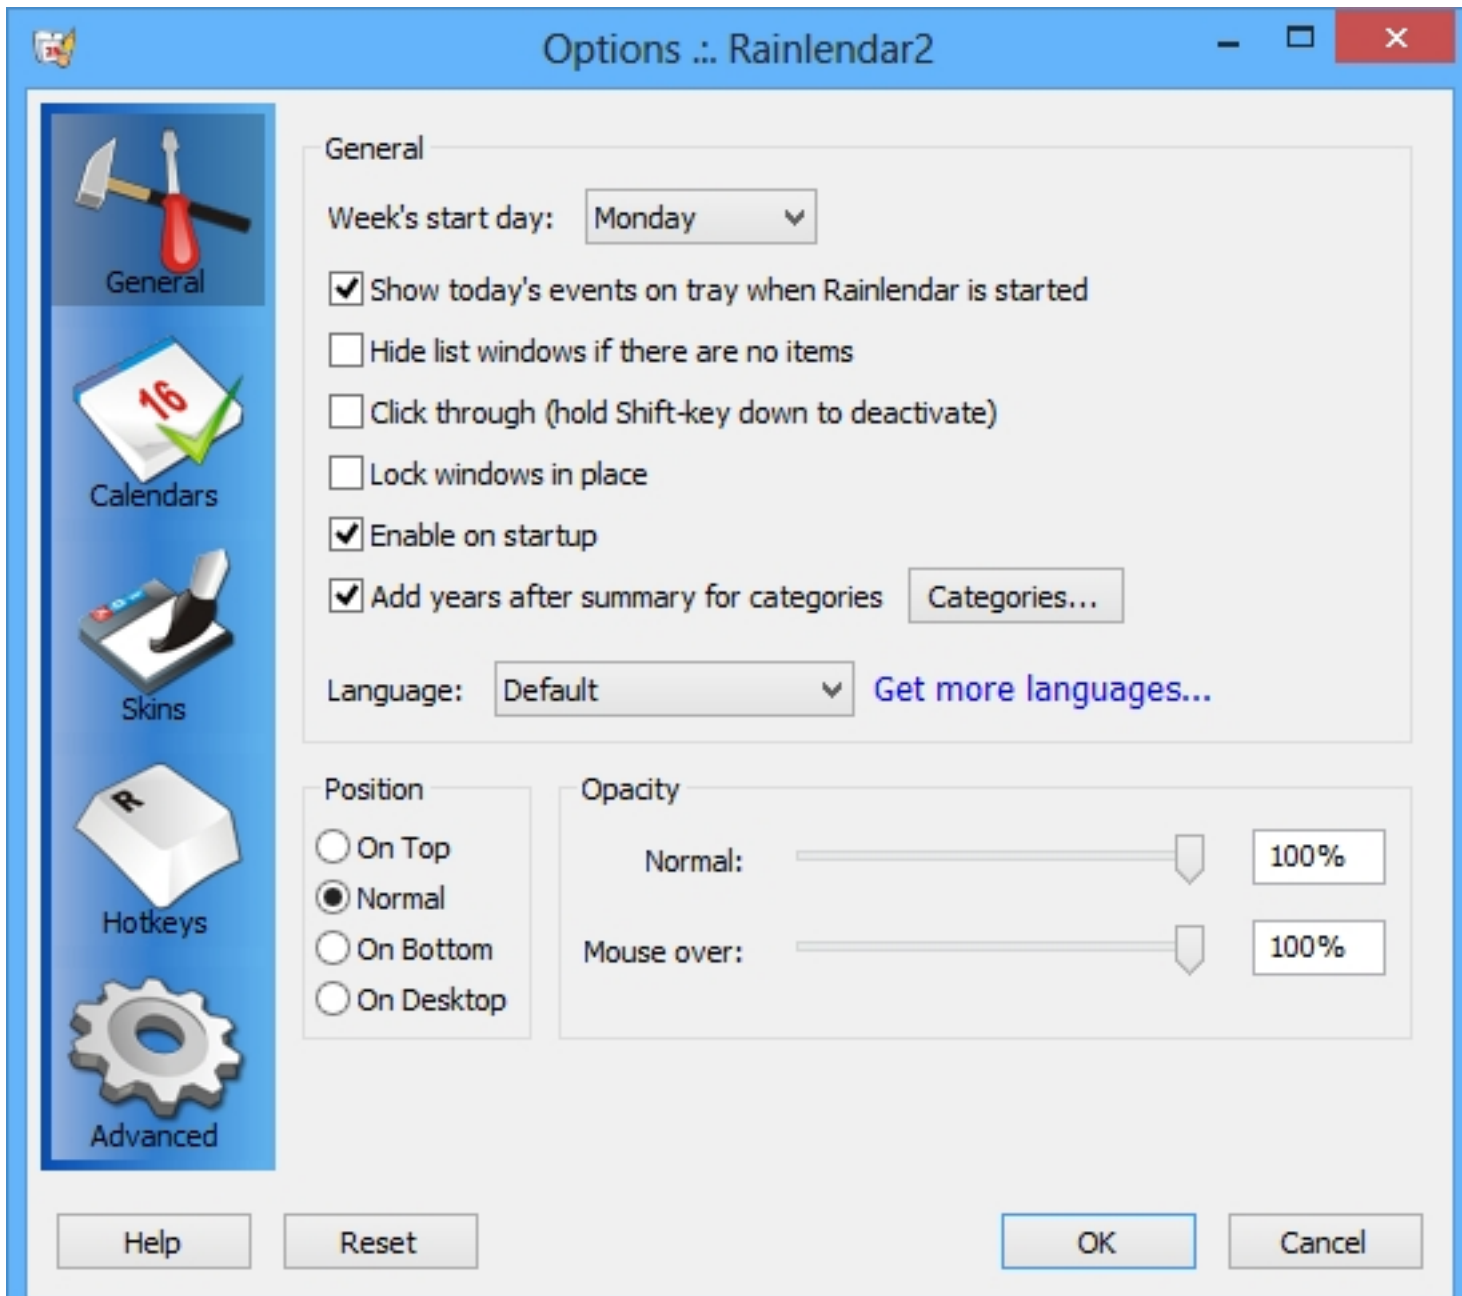 Options .:. Rainlendar2
General
Calendars
16
Skins
R
Hotkeys
Advanced
General
Week's start day: Monday
Show today's events on tray when Rainlendar is started
Hide list windows if there are no items
Click through (hold Shift-key down to deactivate)
Lock windows in place
Enable on startup
Add years after summary for categories Categories...
Language: Default Get more languages...
Position
On Top
Normal
On Bottom
On Desktop
Opacity
Normal: 100%
Mouse over: 100%
Help Reset OK Cancel